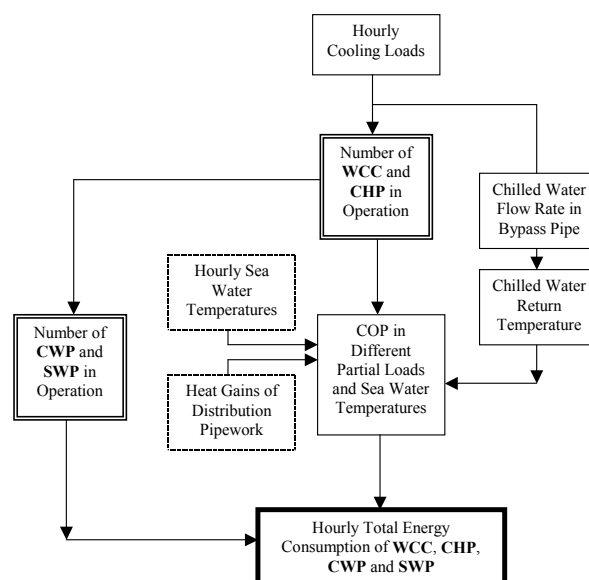 Hourly
Cooling Loads
Number of
WCC and
CHP in
Operation
Chilled Water
Flow Rate in
Bypass Pipe
Hourly Sea
Water
Temperatures
Chilled Water
Return
Temperature
Number of
CWP and
SWP in
Operation
COP in
Different
Partial Loads
and Sea Water
Temperatures
Heat Gains of
Distribution
Pipework
Hourly Total Energy
Consumption of WCC, CHP,
CWP and SWP